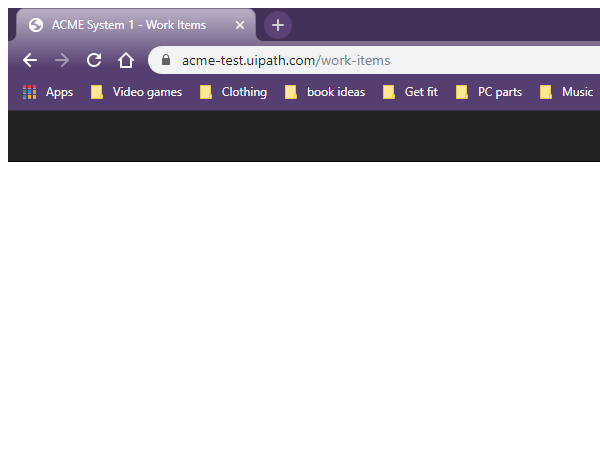 ACME System 1 - Work Items
acme-test.uipath.com/work-items
Apps Video games Clothing book ideas Get fit PC parts Music